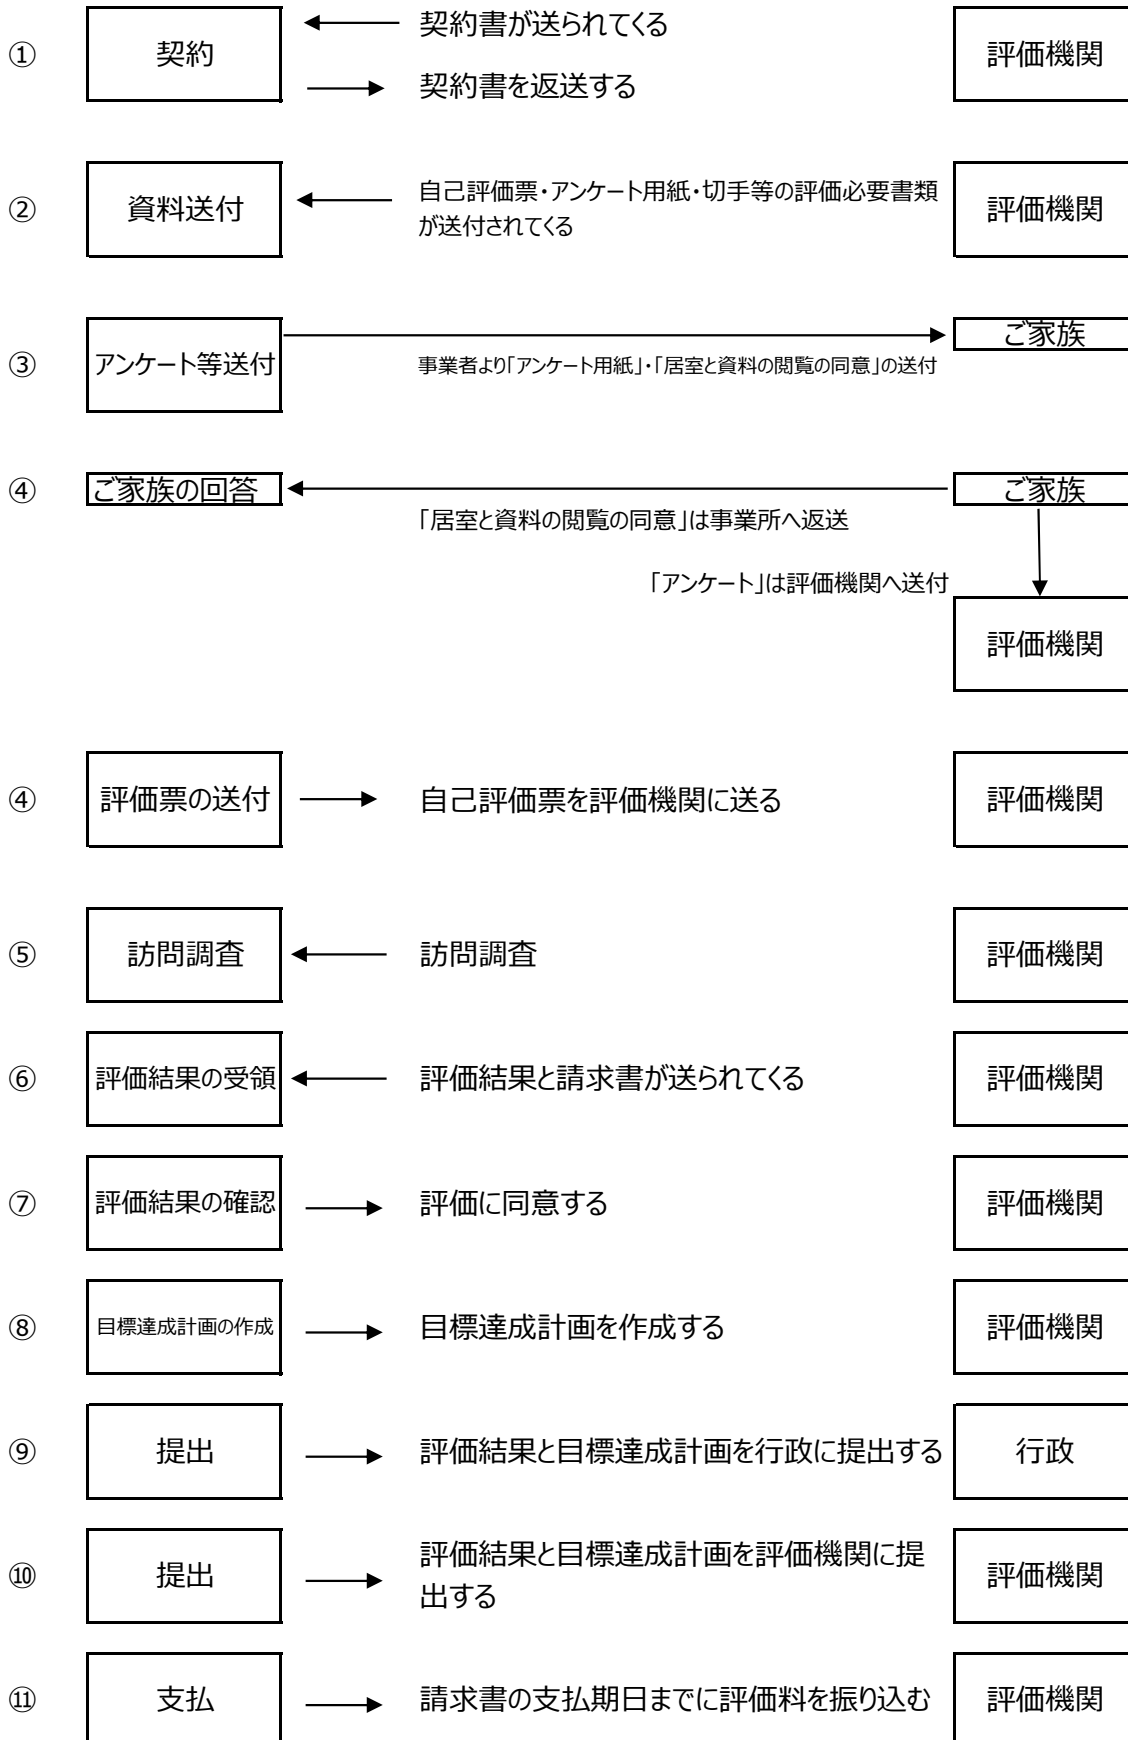 ① 契約 契約書が送られてくる 評価機関
契約書を返送する
② 資料送付 自己評価票・アンケート用紙・切手等の評価必要書類 評価機関
が送付されてくる
③ アンケート等送付 ご家族
事業者より「アンケート用紙」・「居室と資料の閲覧の同意」の送付
④ ご家族の回答 ご家族
「居室と資料の閲覧の同意」は事業所へ返送
「アンケート」は評価機関へ送付
評価機関
④ 評価票の送付 自己評価票を評価機関に送る 評価機関
⑤ 訪問調査 訪問調査 評価機関
⑥ 評価結果の受領 評価結果と請求書が送られてくる 評価機関
⑦ 評価結果の確認 評価に同意する 評価機関
⑧ 目標達成計画の作成 目標達成計画を作成する 評価機関
⑨ 提出 評価結果と目標達成計画を行政に提出する 行政
⑩ 提出 評価結果と目標達成計画を評価機関に提 評価機関
出する
⑪ 支払 請求書の支払期日までに評価料を振り込む 評価機関